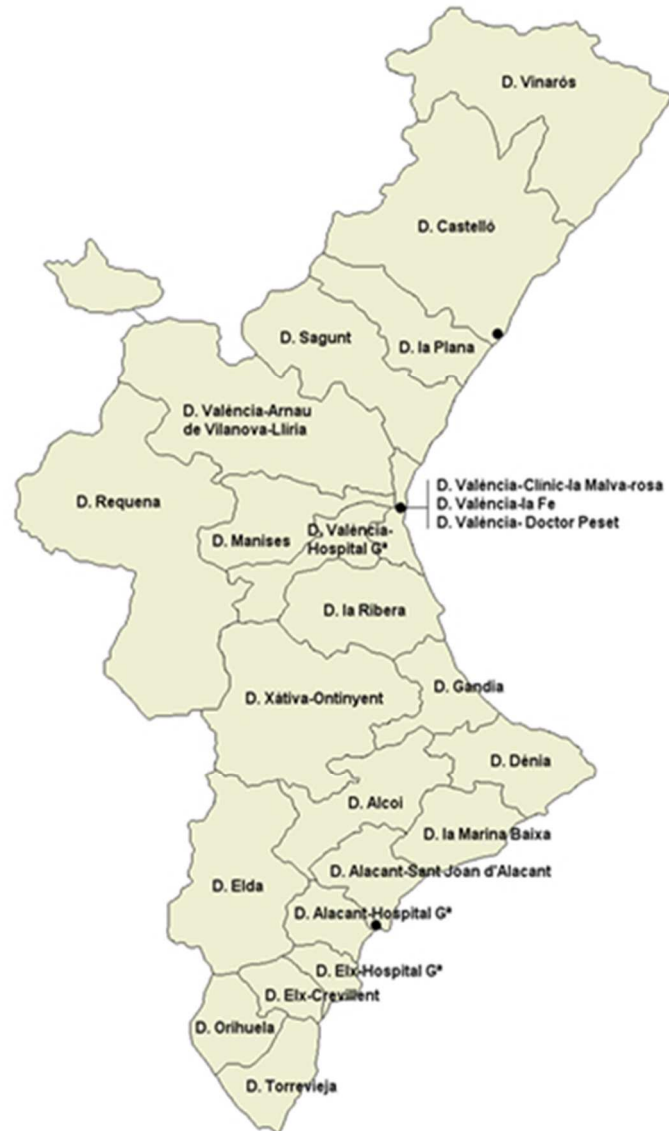 D. Vinarós
D. Castelló
D. Sagunt
D. la Plana
D. València-Arnau
de Vilanova-Llíria
D. Requena
D. València-Clínic-la Malva-rosa
D. València-la Fe
D. València- Doctor Peset
D. Manises
D. València-
Hospital Gª
D. la Ribera
D. Xàtiva-Ontinyent
D. Gandia
D. Dénia
D. Alcoi
D. la Marina Baixa
D. Alacant-Sant Joan d'Alacant
D. Elda
D. Alacant-Hospital Gª
D. Elx-Hospital Gª
D. Elx-Crevillent
D. Orihuela
D. Torrevieja